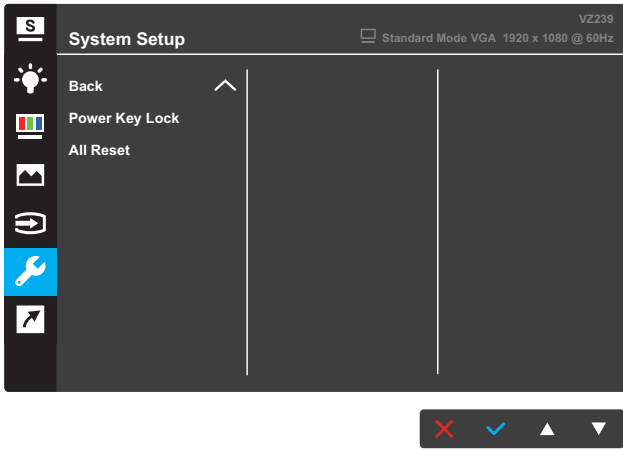 S
VZ239
System Setup
Standard Mode VGA 1920 x 1080 @ 60Hz
Back
Power Key Lock
All Reset